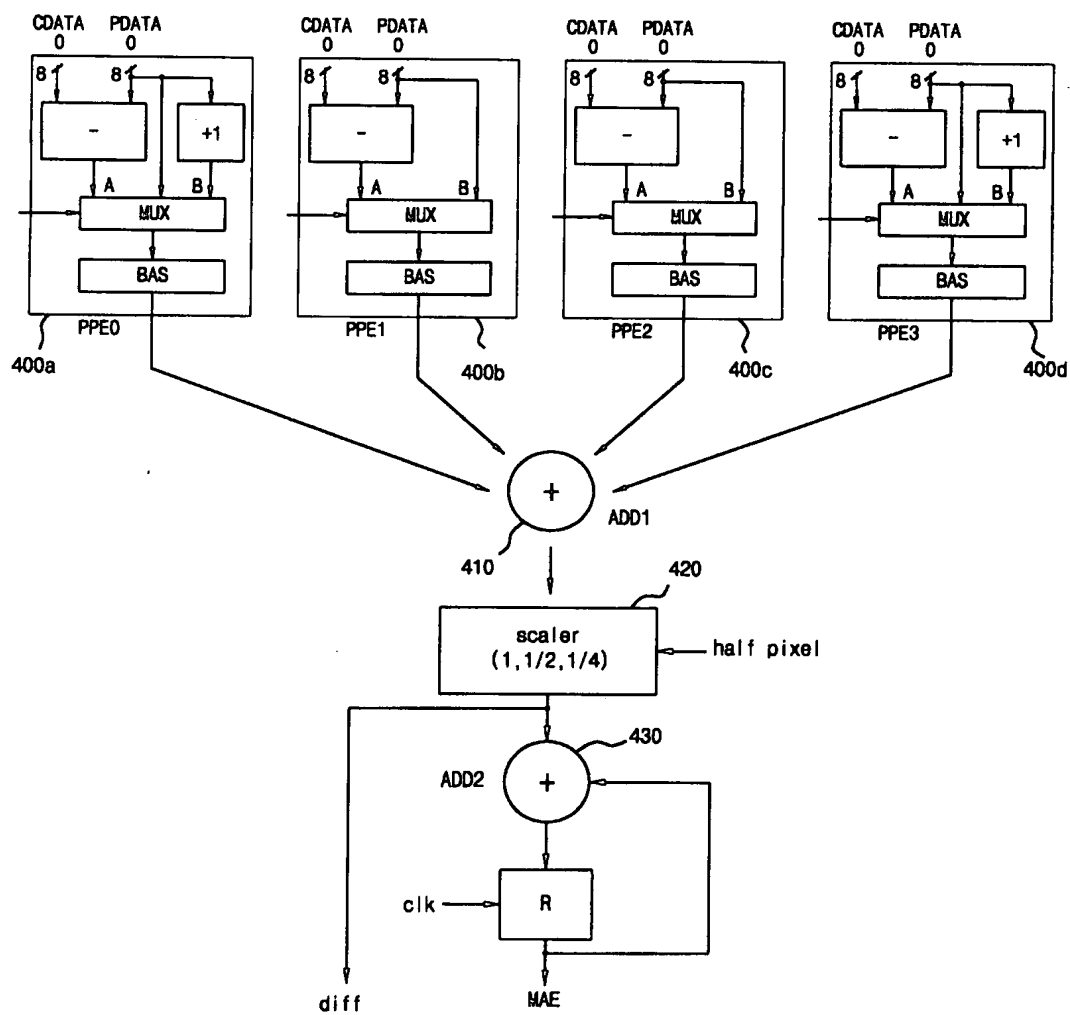 CDATA PDATA CDATA PDATA CDATA PDATA CDATA PDATA
0 0 0 0 0 0 0 0
8 8 8 8 8 8 8 8
- +1 - - - +1
A B A B A B A B
MUX MUX MUX MUX
BAS BAS BAS BAS
PPE0 PPE1 PPE2 PPE3
400a 400b 400c 400d
+
ADD1
410
420
scaler
(1,1/2,1/4)
half pixel
430
ADD2
+
clk
R
diff
MAE